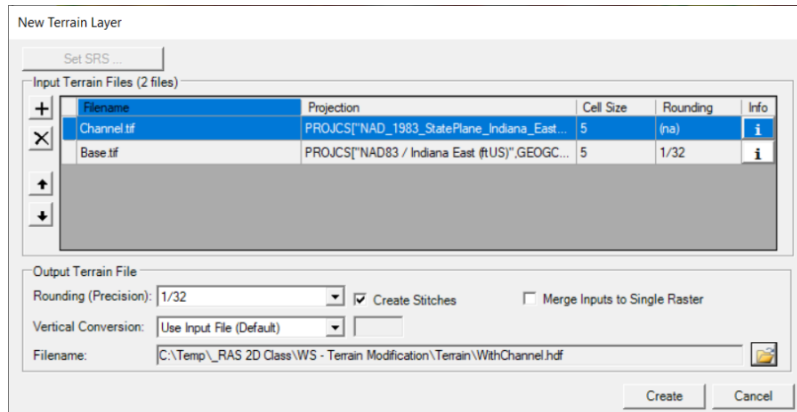 New Terrain Layer
Set SRS ...
Input Terrain Files (2 files)
Filename Projection Cell Size Rounding Info
Channel.tif PROJCS["NAD_1983_StatePlane_Indiana_East... 5 (na) i
Base.tif PROJCS["NAD83 / Indiana East (ftUS)",GEOGC... 5 1/32 i
Output Terrain File
Rounding (Precision): 1/32 Create Stitches Merge Inputs to Single Raster
Vertical Conversion: Use Input File (Default)
Filename: C:\Temp\_RAS 2D Class\WS - Terrain Modification\Terrain\WithChannel.hdf
Create Cancel